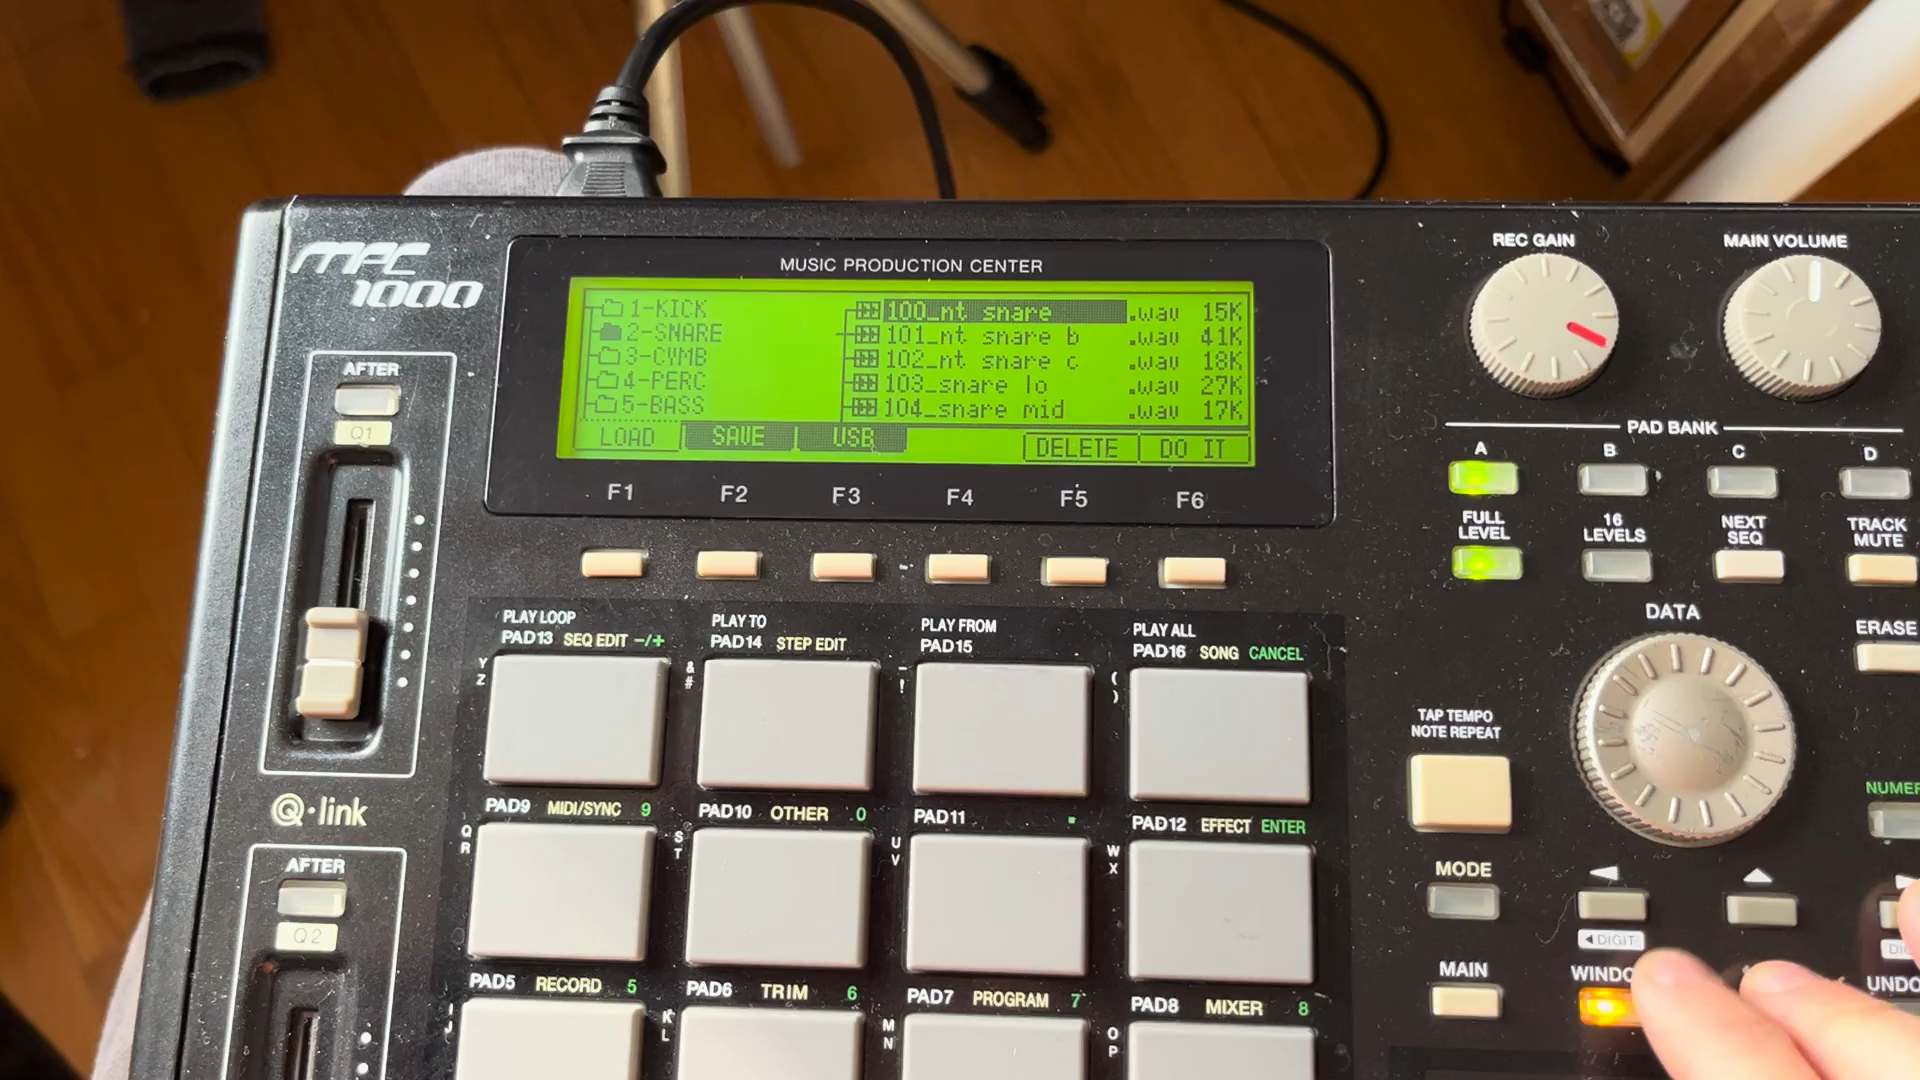 MPC
1000
MUSIC PRODUCTION CENTER
1-KICK
2-SNARE
3-CYMB
4-PERC
5-BASS
100_nt snare .wav 15K
101_nt snare b .wav 41K
102_nt snare c .wav 18K
103_snare lo .wav 27K
104_snare mid .wav 17K
LOAD SAVE USB DELETE DO IT
F1 F2 F3 F4 F5 F6
REC GAIN
MAIN VOLUME
PAD BANK
A B C D
FULL
LEVEL
16
LEVELS
NEXT
SEQ
TRACK
MUTE
DATA
ERASE
TAP TEMPO
NOTE REPEAT
MODE
DIGIT
MAIN
AFTER
Q1
Q-link
AFTER
Q2
PLAY LOOP
PAD13 SEQ EDIT -/+
Y
Z
PLAY TO
PAD14 STEP EDIT
&
#
PLAY FROM
PAD15
!
PLAY ALL
PAD16 SONG CANCEL
(
)
PAD9 MIDI/SYNC 9
Q
R
PAD10 OTHER 0
S
T
PAD11 .
U
V
PAD12 EFFECT ENTER
W
X
PAD5 RECORD 5
I
J
PAD6 TRIM 6
K
L
PAD7 PROGRAM 7
M
N
PAD8 MIXER 8
O
P